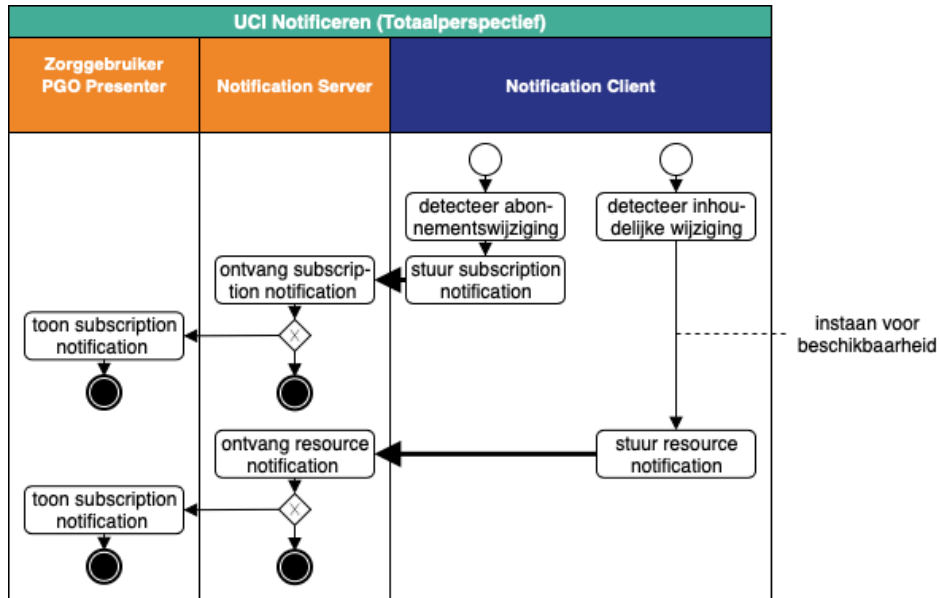 UCI Notificeren (Totaalperspectief)
Zorggebruiker
PGO Presenter
Notification Server
Notification Client
detecteer abon-
nementswijziging
detecteer inhou-
delijke wijziging
ontvang subscrip-
tion notification
stuur subscription
notification
toon subscription
notification
X
instaan voor
beschikbaarheid
ontvang resource
notification
stuur resource
notification
toon subscription
notification
X